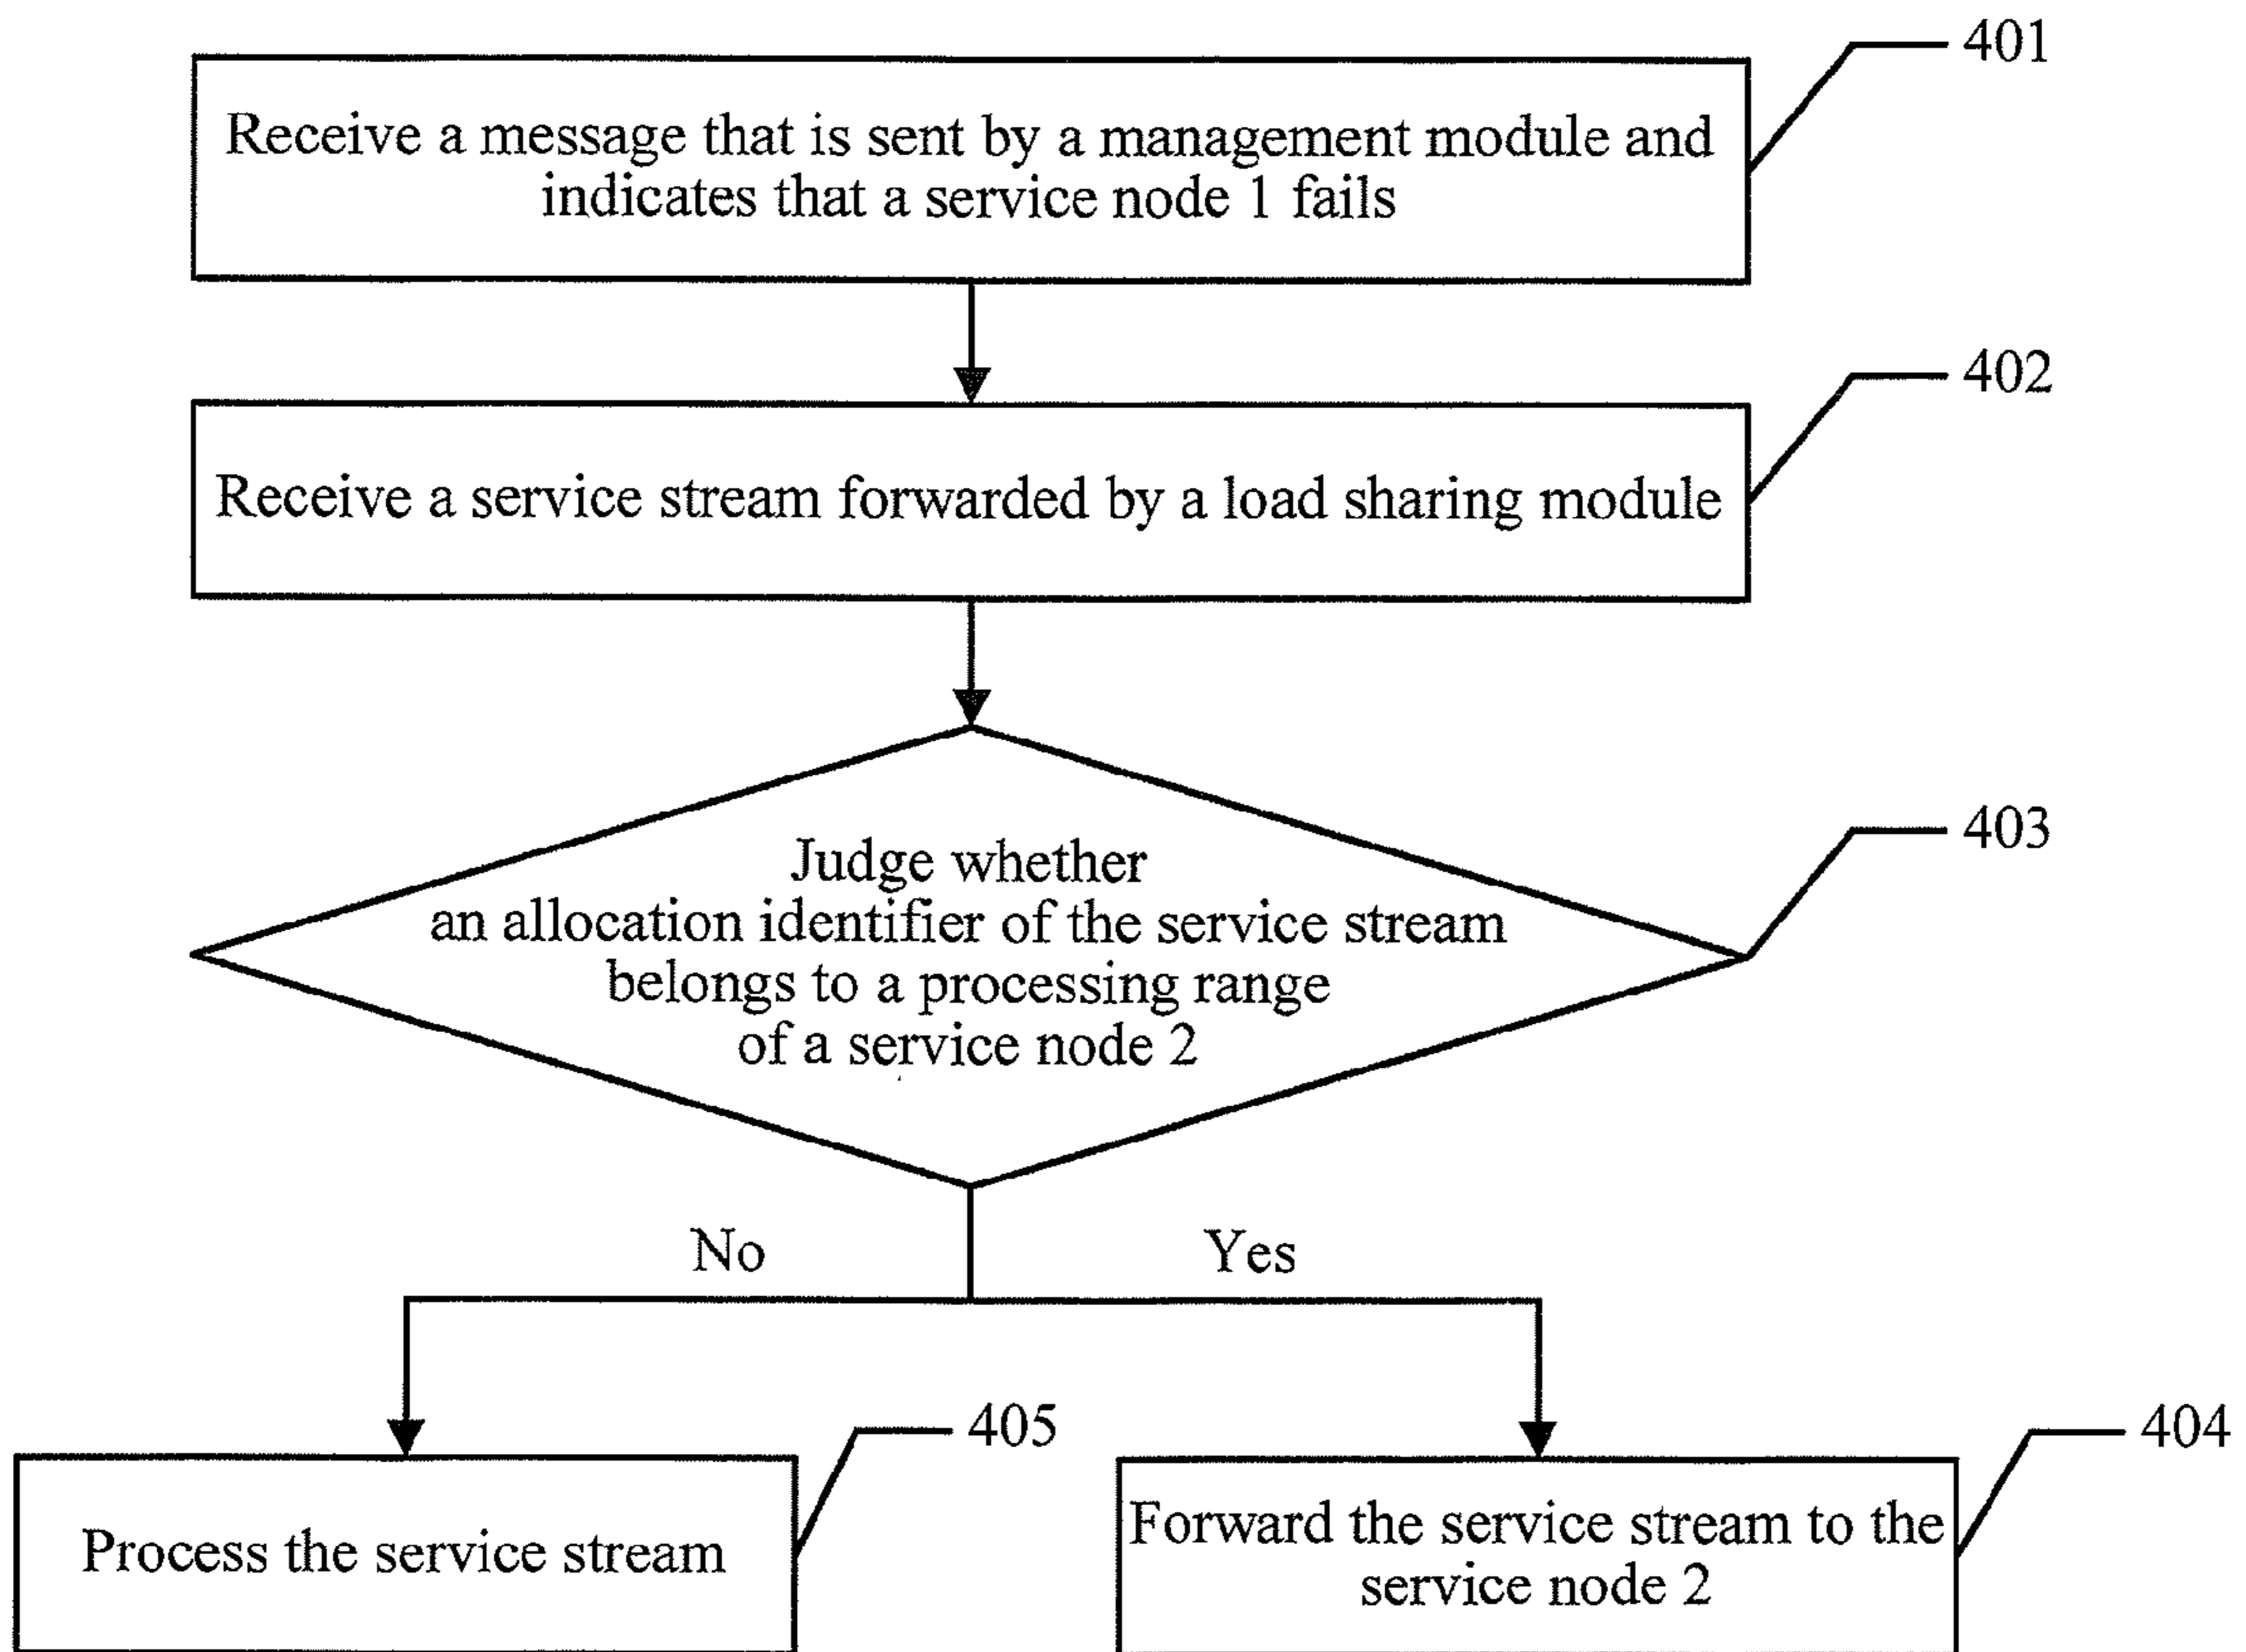 401
Receive a message that is sent by a management module and
indicates that a service node 1 fails
402
Receive a service stream forwarded by a load sharing module
403
Judge whether
an allocation identifier of the service stream
belongs to a processing range
of a service node 2
No
Yes
405
404
Process the service stream
Forward the service stream to the
service node 2